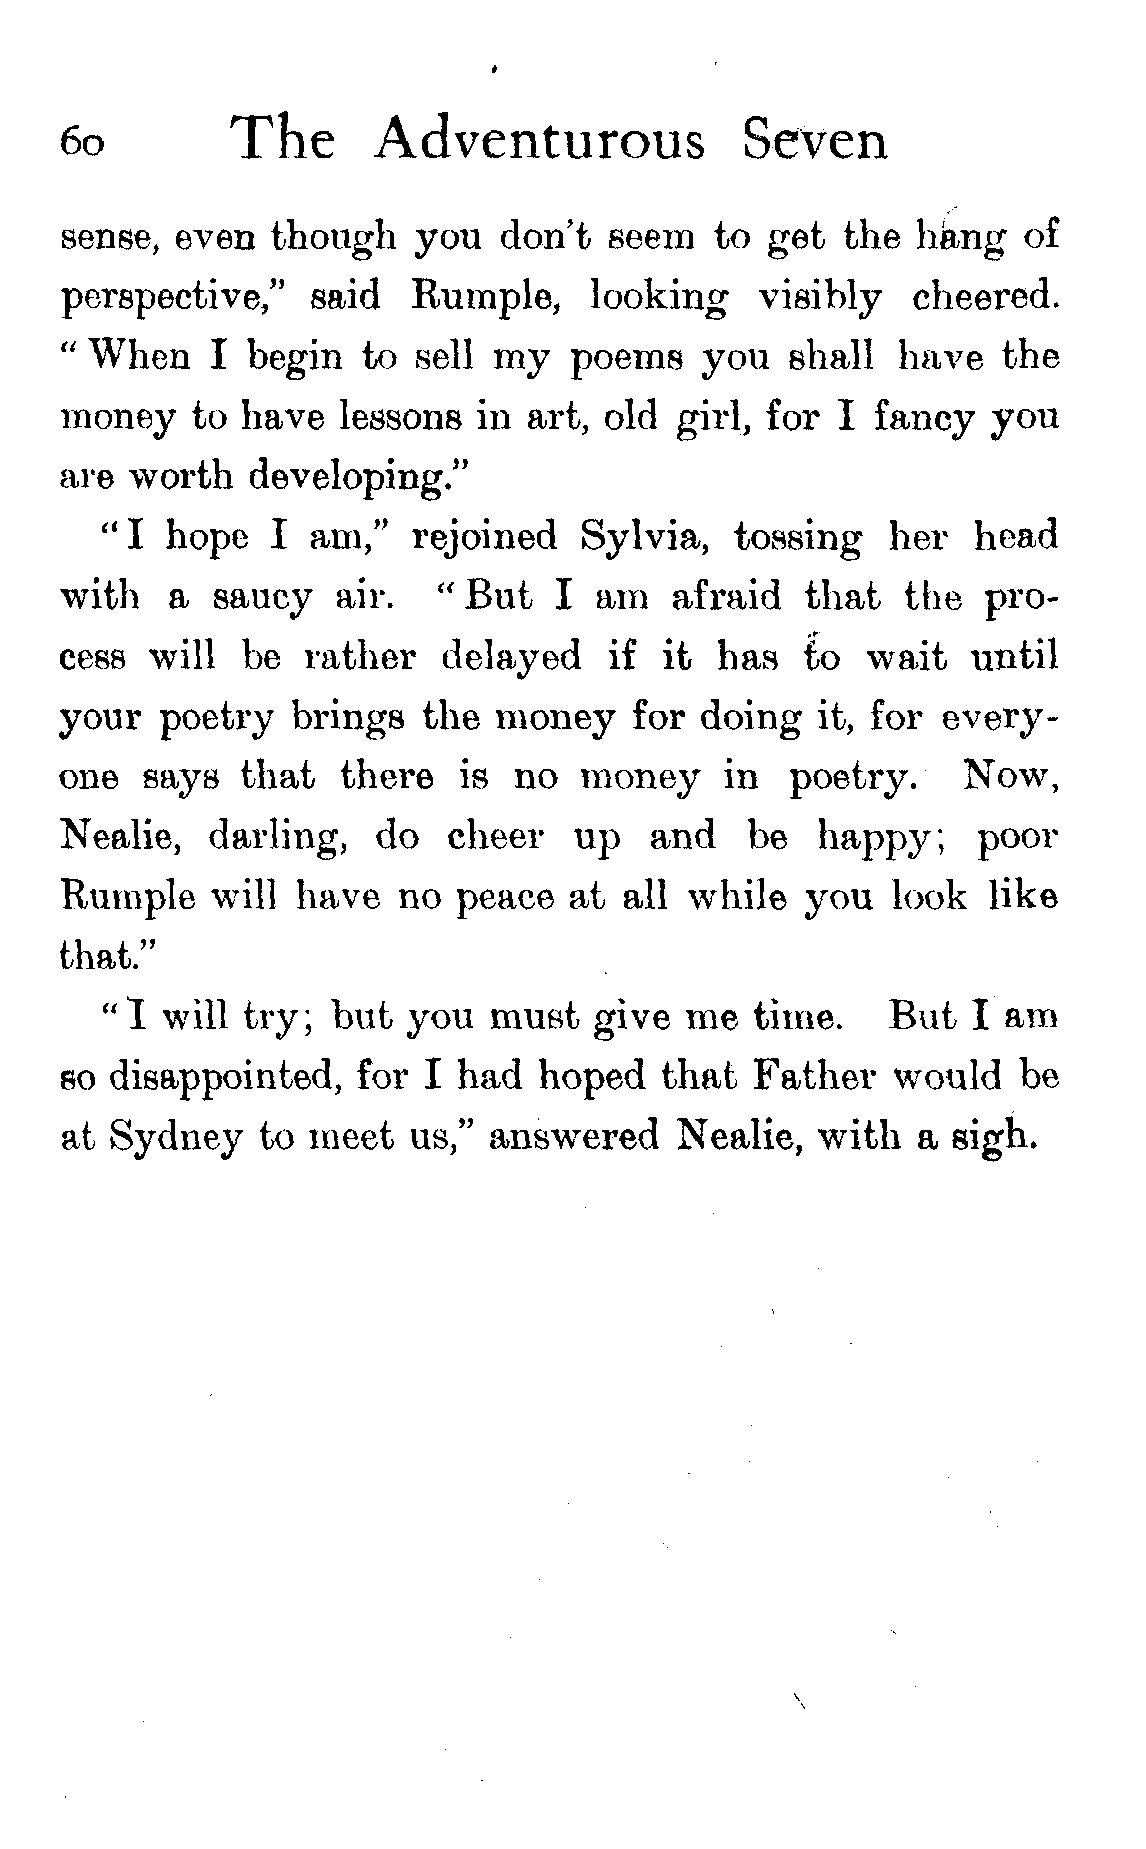 60 The Adventurous Seven
sense, even though you don't seem to get the hang of
perspective," said Rumple, looking visibly cheered.
"When I begin to sell my poems you shall have the
money to have lessons in art, old girl, for I fancy you
are worth developing."
"I hope I am," rejoined Sylvia, tossing her head
with a saucy air. "But I am afraid that the pro-
cess will be rather delayed if it has to wait until
your poetry brings the money for doing it, for every-
one says that there is no money in poetry. Now,
Nealie, darling, do cheer up and be happy; poor
Rumple will have no peace at all while you look like
that."
"I will try; but you must give me time. But I am
so disappointed, for I had hoped that Father would be
at Sydney to meet us," answered Nealie, with a sigh.